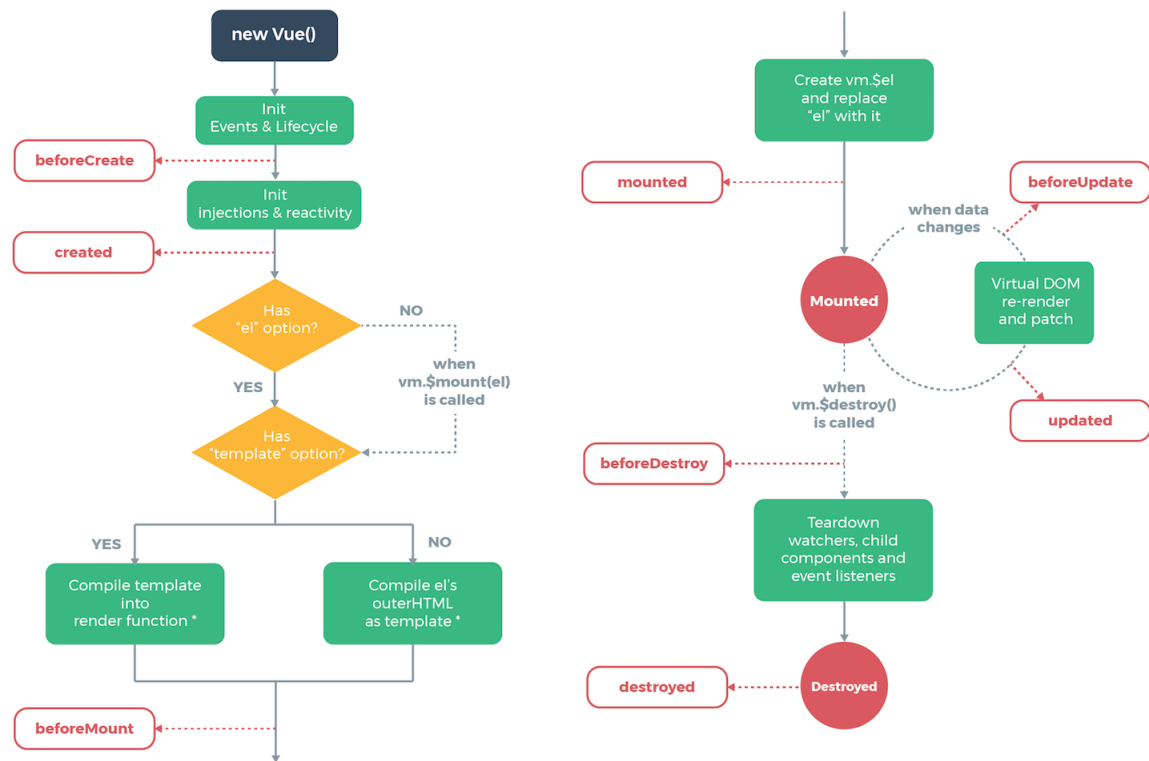 new Vue()
Init
Events & Lifecycle
beforeCreate
Init
injections & reactivity
created
Has
“el” option?
NO
when
vm.$mount(el)
is called
YES
Has
“template” option?
YES
NO
Compile template
into
render function *
Compile el’s
outerHTML
as template *
beforeMount
Create vm.$el
and replace
“el” with it
mounted
beforeUpdate
when data
changes
Mounted
Virtual DOM
re-render
and patch
when
vm.$destroy()
is called
updated
beforeDestroy
Teardown
watchers, child
components and
event listeners
destroyed
Destroyed